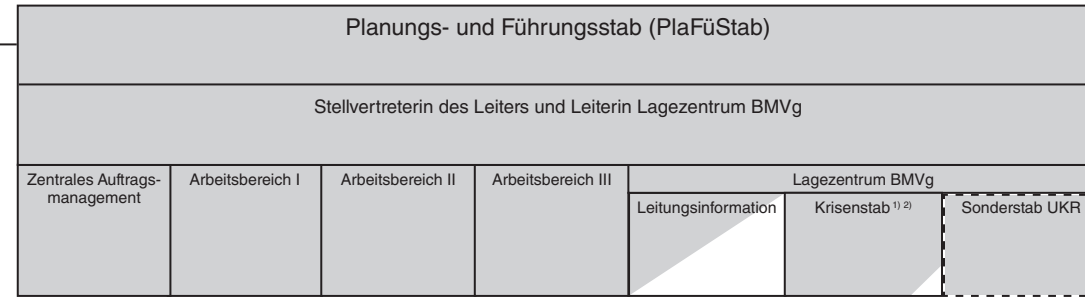 Planungs- und Führungsstab (PlaFüStab)
Stellvertreterin des Leiters und Leiterin Lagezentrum BMVg
Zentrales Auftrags-
management
Arbeitsbereich I
Arbeitsbereich II
Arbeitsbereich III
Lagezentrum BMVg
Leitungsinformation
Krisenstab 1) 2)
Sonderstab UKR